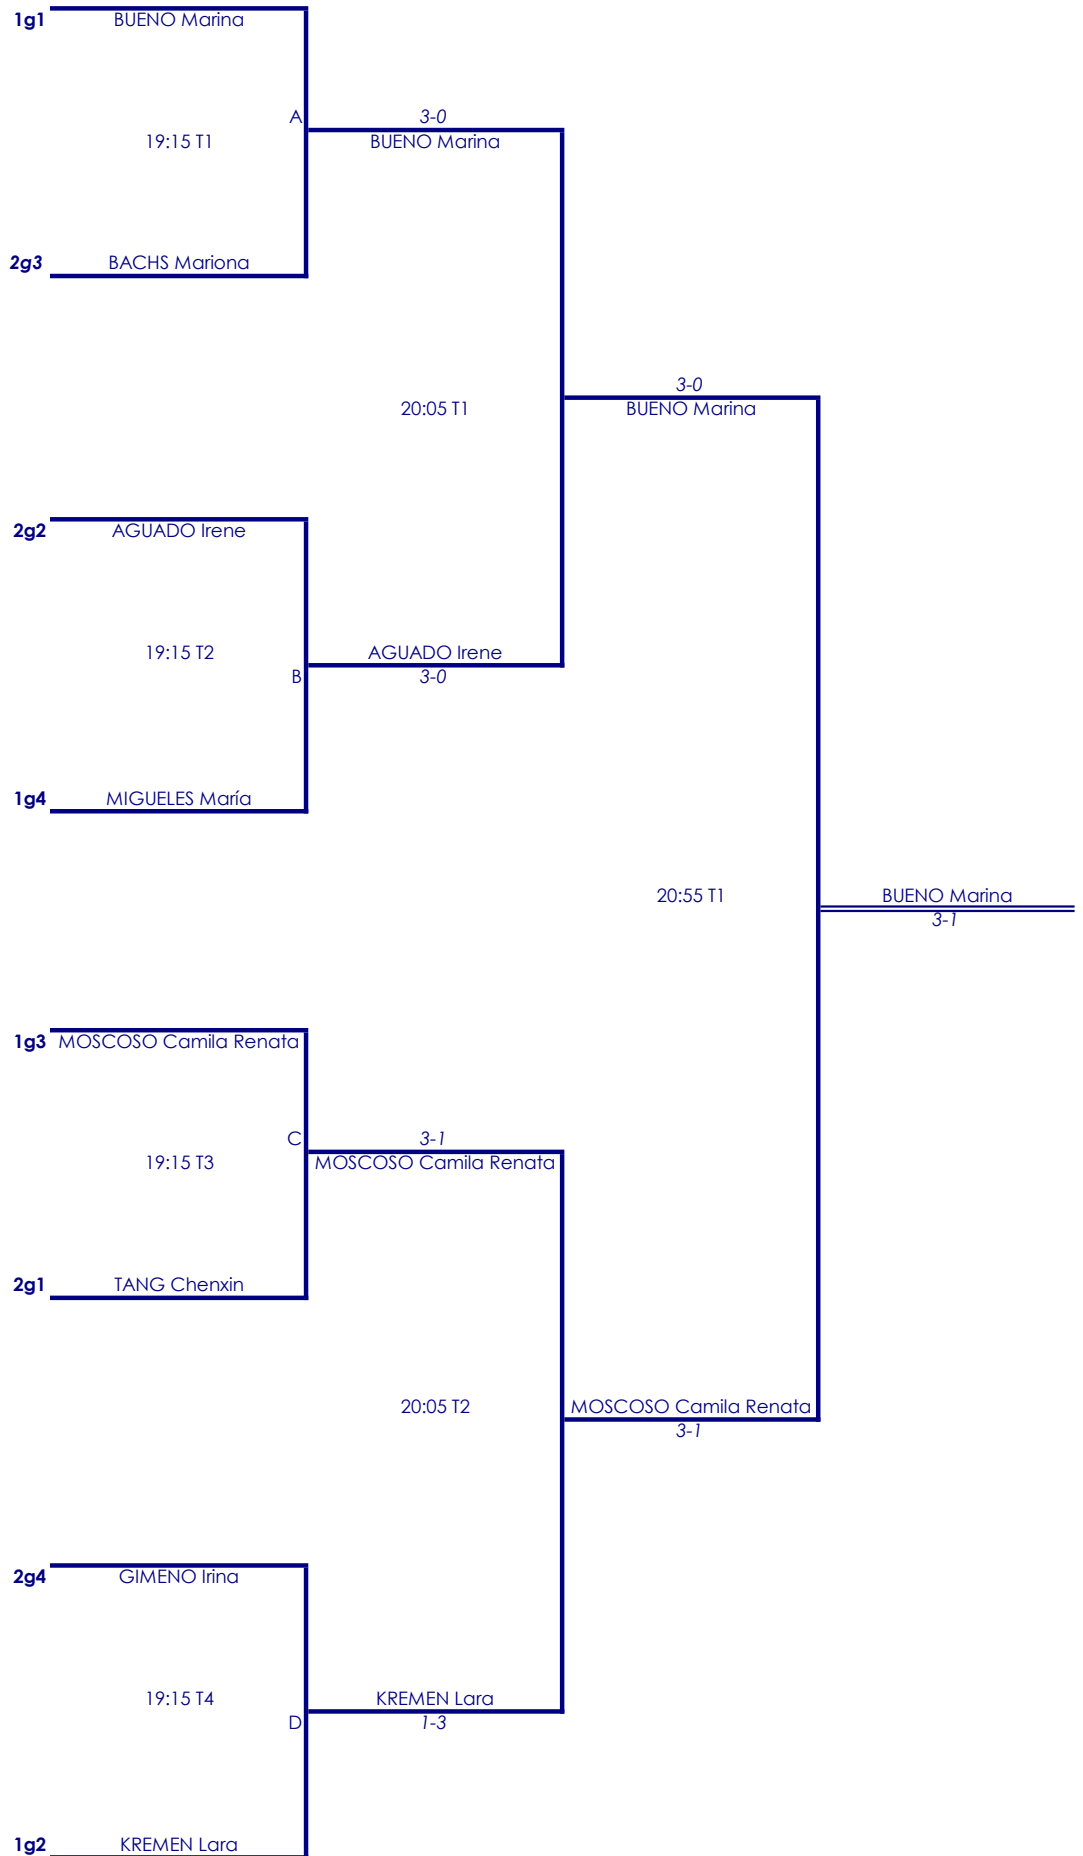 1g1 BUENO Marina
A 3-0
19:15 T1 BUENO Marina
2g3 BACHS Mariona
3-0
20:05 T1 BUENO Marina
2g2 AGUADO Irene
19:15 T2 AGUADO Irene
B 3-0
1g4 MIGUELES María
20:55 T1 BUENO Marina
3-1
1g3 MOSCOSO Camila Renata
C 3-1
19:15 T3 MOSCOSO Camila Renata
2g1 TANG Chenxin
20:05 T2 MOSCOSO Camila Renata
3-1
2g4 GIMENO Irina
19:15 T4 KREMEN Lara
D 1-3
1g2 KREMEN Lara